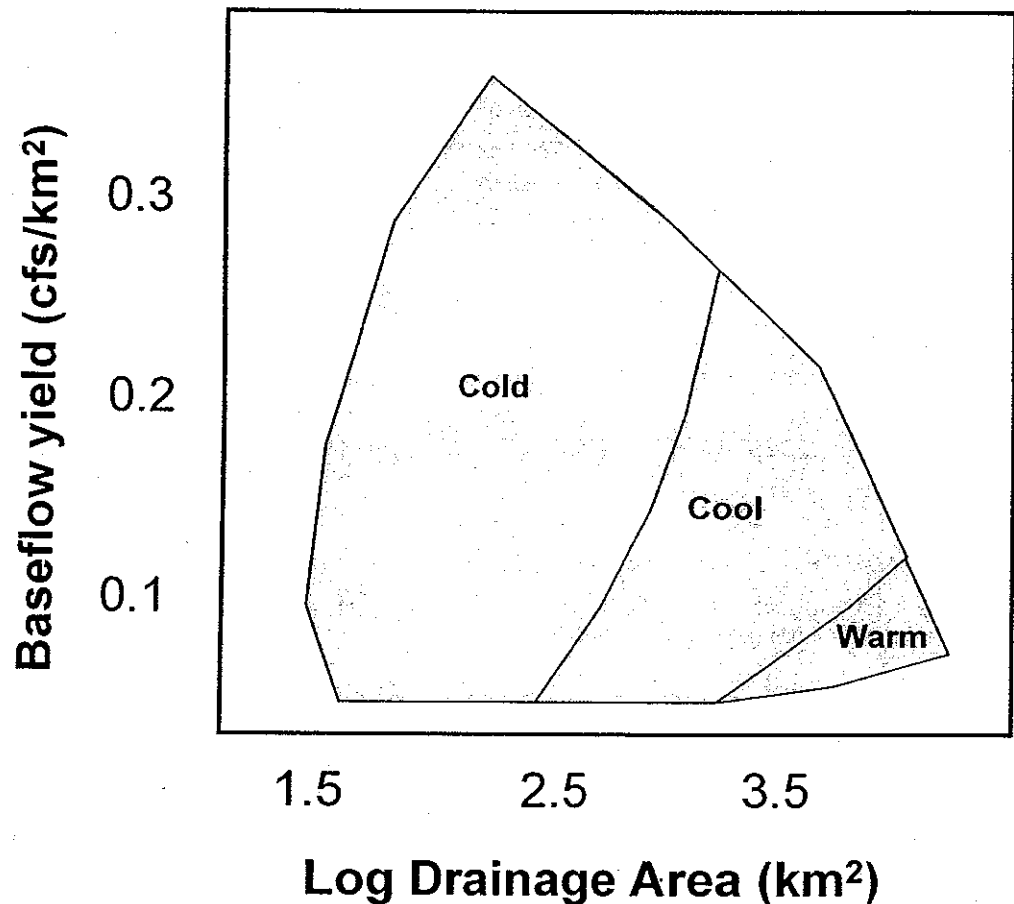 Baseflow yield (cfs/km²)
0.3
0.2
0.1
Cold
Cool
Warm
1.5 2.5 3.5
Log Drainage Area (km²)